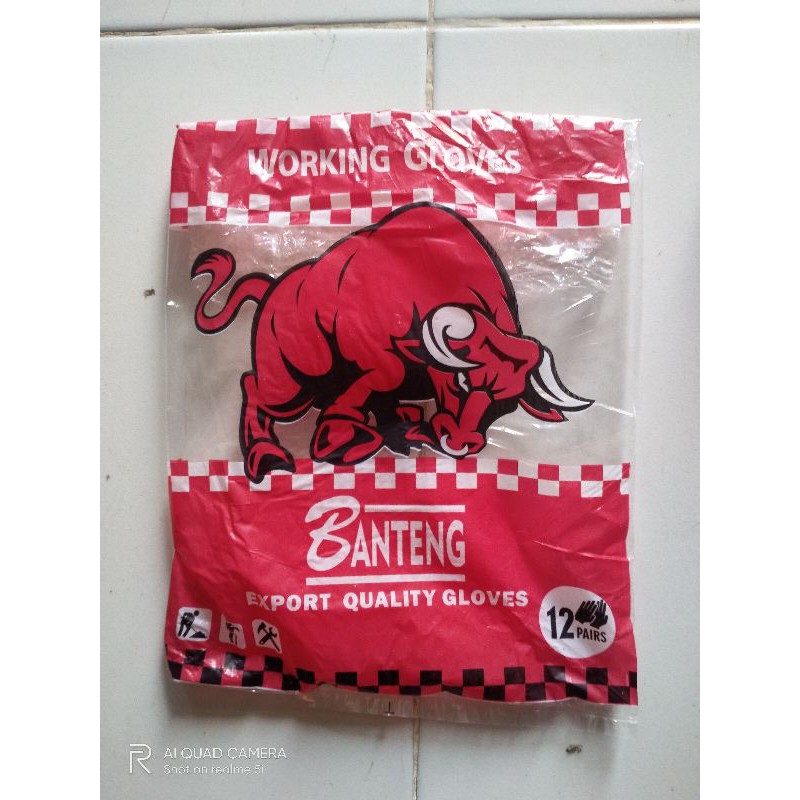 WORKING GLOVES
BANTENG
EXPORT QUALITY GLOVES
12 PAIRS
AI QUAD CAMERA
Shot on realme 5i